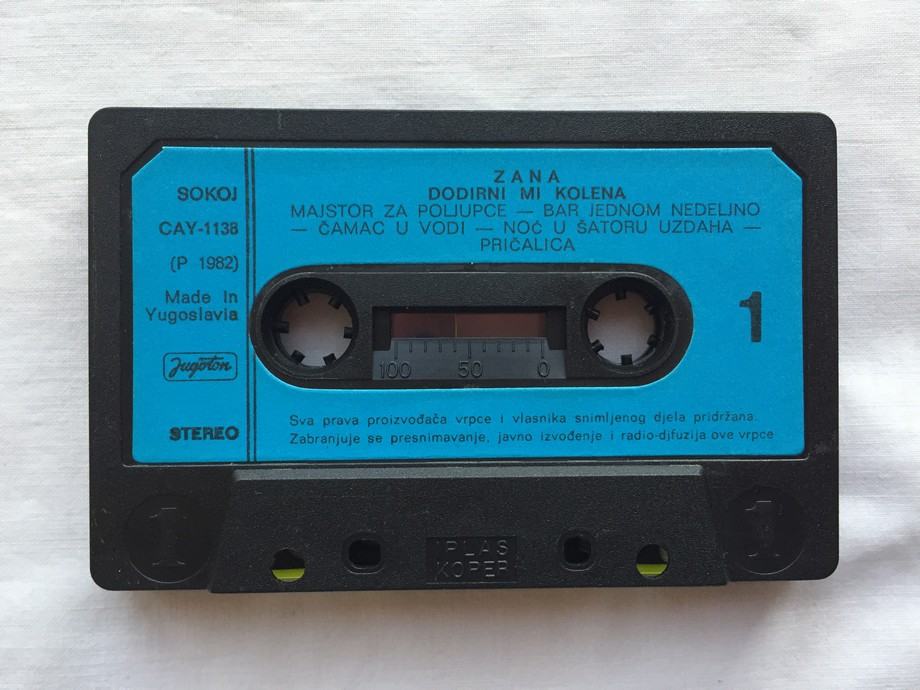 ZANA
DODIRNI MI KOLENA
MAJSTOR ZA POLJUPCE — BAR JEDNOM NEDELJNO
— ČAMAC U VODI — NOĆ U ŠATORU UZDAHA —
PRIČALICA
SOKOJ
CAY-1138
(P 1982)
Made in
Yugoslavia
Jugoton
STEREO
1
100 50 0
Sva prava proizvođača vrpce i vlasnika snimljenog djela pridržana.
Zabranjuje se presnimavanje, javno izvođenje i radio-difuzija ove vrpce
1
IPLAS
KOPER
1